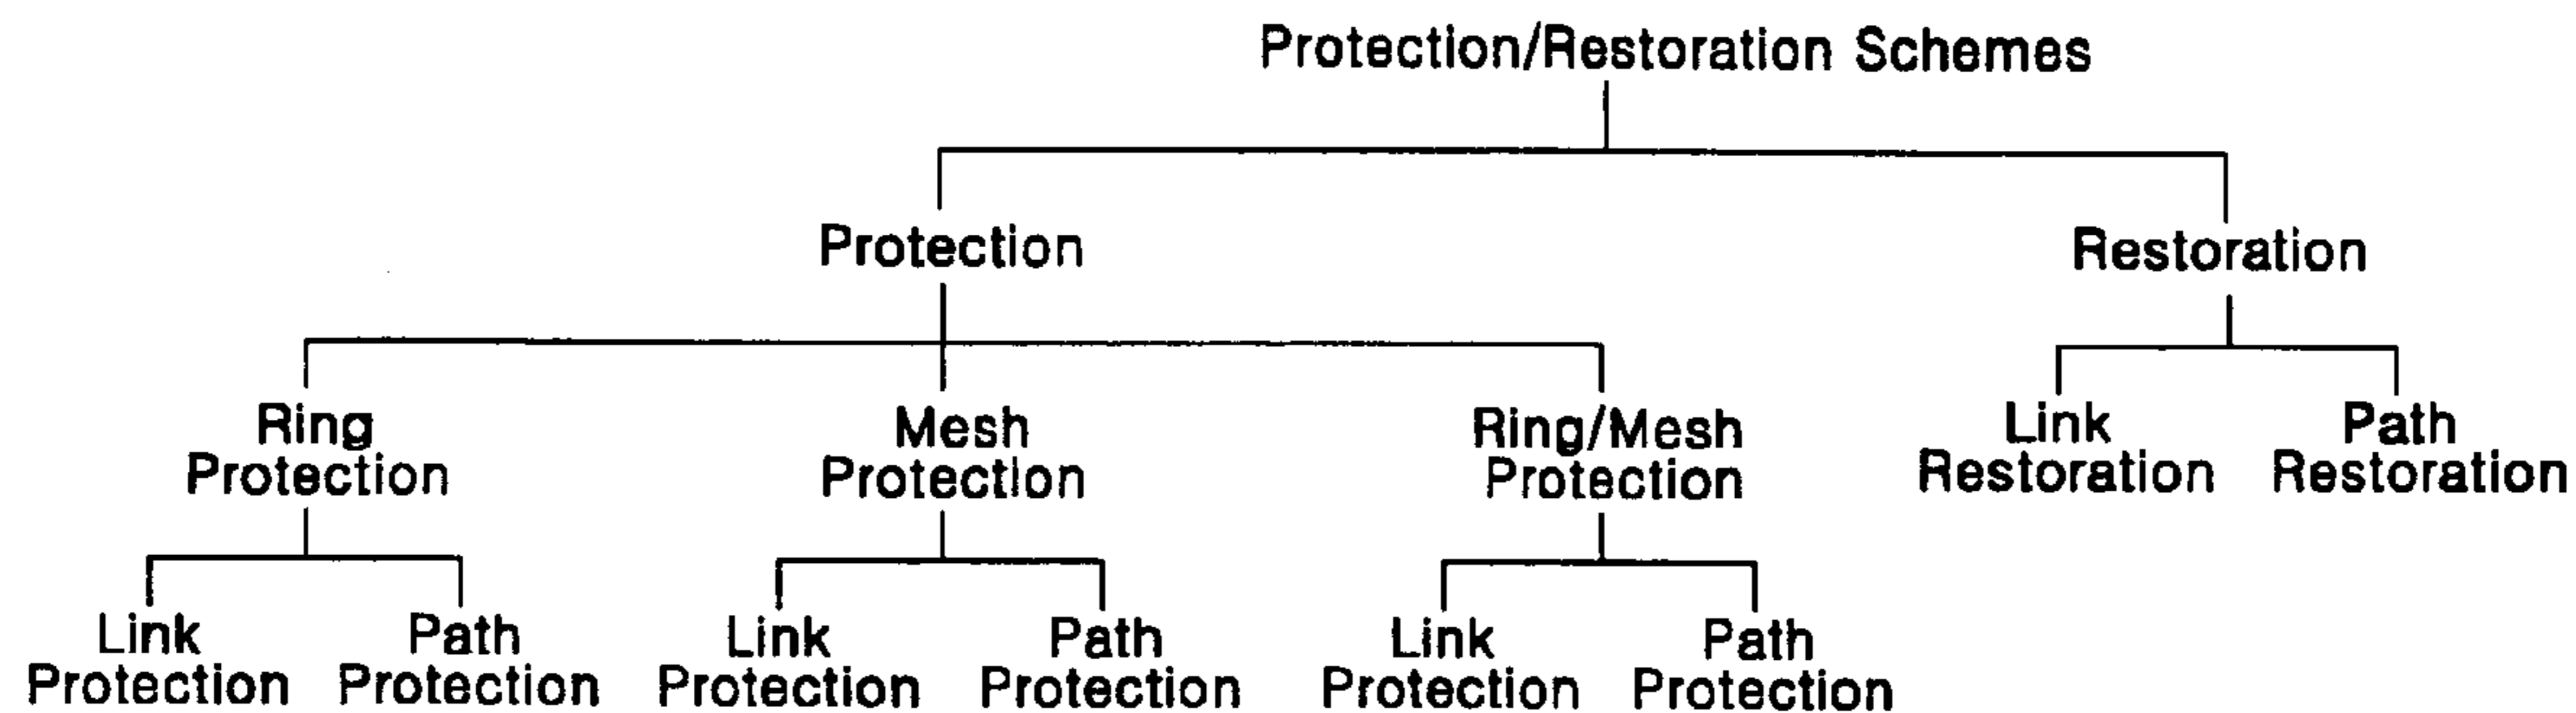 Protection/Restoration Schemes
Protection
Restoration
Ring
Protection
Mesh
Protection
Ring/Mesh
Protection
Link
Restoration
Path
Restoration
Link
Protection
Path
Protection
Link
Protection
Path
Protection
Link
Protection
Path
Protection